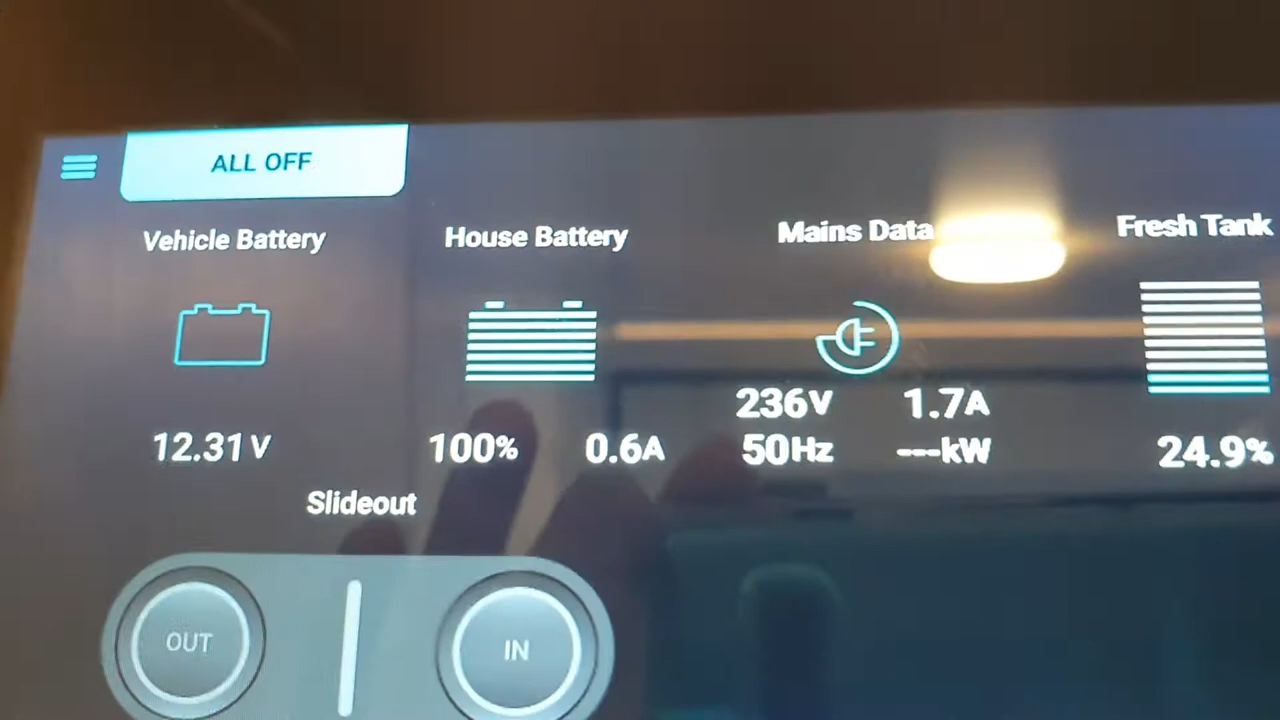 ALL OFF
Vehicle Battery
House Battery
Mains Data
Fresh Tank
236V 1.7A
12.31V
100% 0.6A
50Hz ---kW
24.9%
Slideout
OUT
IN